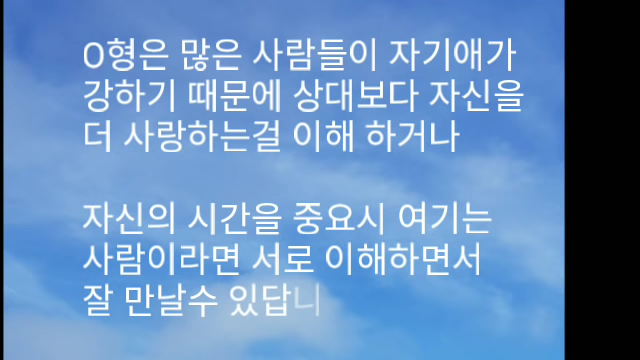 O형은 많은 사람들이 자기애가
강하기 때문에 상대보다 자신을
더 사랑하는걸 이해 하거나
자신의 시간을 중요시 여기는
사람이라면 서로 이해하면서
잘 만날수 있답니